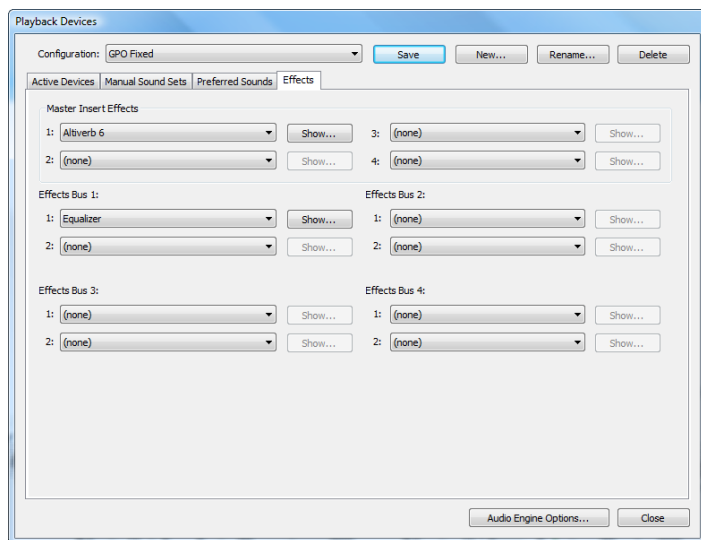 Playback Devices
Configuration: GPO Fixed Save New... Rename... Delete
Active Devices Manual Sound Sets Preferred Sounds Effects
Master Insert Effects
1: Altiverb 6 Show... 3: (none) Show...
2: (none) Show... 4: (none) Show...
Effects Bus 1: Effects Bus 2:
1: Equalizer Show... 1: (none) Show...
2: (none) Show... 2: (none) Show...
Effects Bus 3: Effects Bus 4:
1: (none) Show... 1: (none) Show...
2: (none) Show... 2: (none) Show...
Audio Engine Options... Close